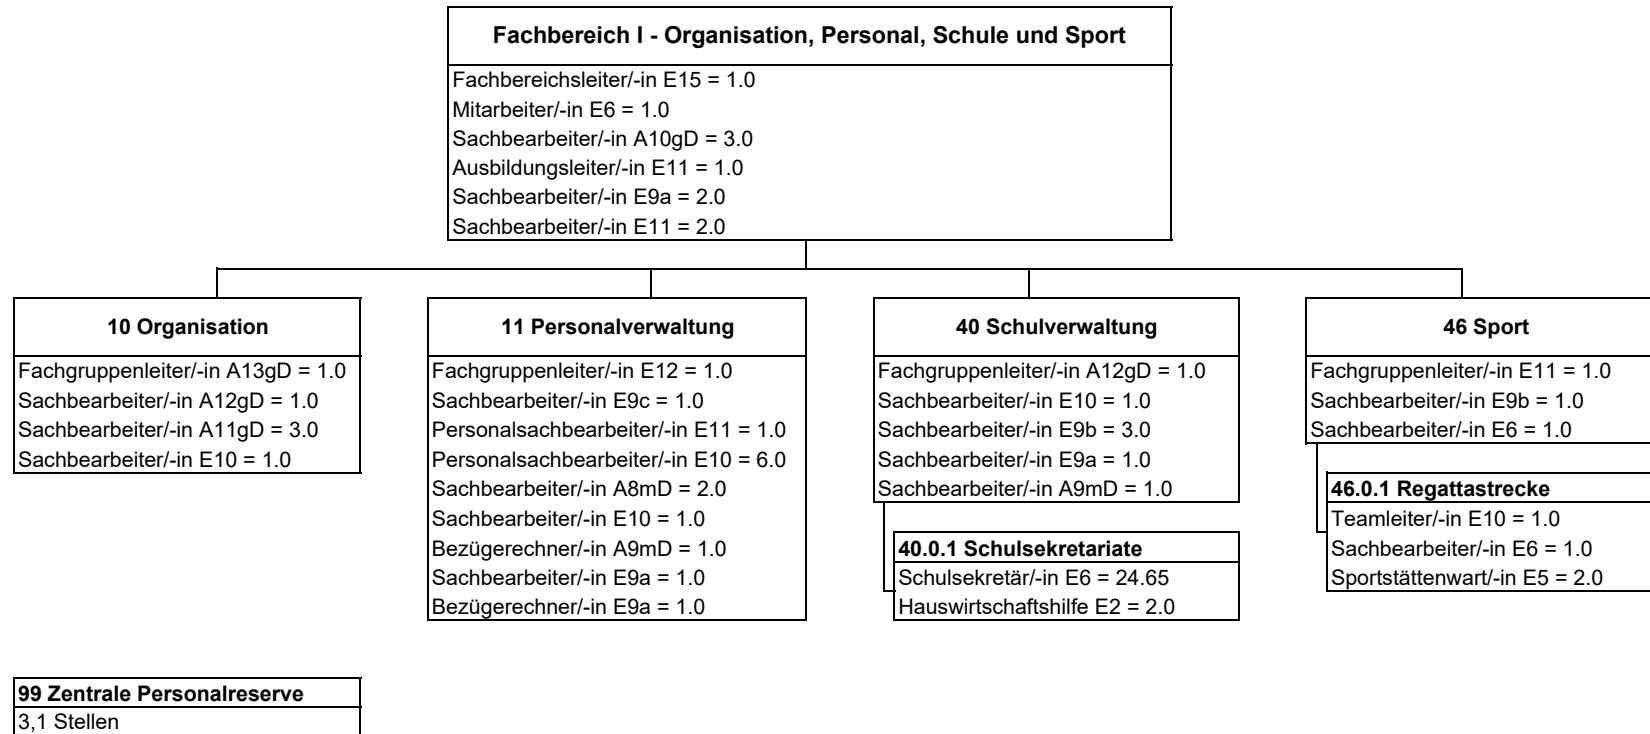 Fachbereich I - Organisation, Personal, Schule und Sport
Fachbereichsleiter/-in E15 = 1.0
Mitarbeiter/-in E6 = 1.0
Sachbearbeiter/-in A10gD = 3.0
Ausbildungsleiter/-in E11 = 1.0
Sachbearbeiter/-in E9a = 2.0
Sachbearbeiter/-in E11 = 2.0
10 Organisation
Fachgruppenleiter/-in A13gD = 1.0
Sachbearbeiter/-in A12gD = 1.0
Sachbearbeiter/-in A11gD = 3.0
Sachbearbeiter/-in E10 = 1.0
11 Personalverwaltung
Fachgruppenleiter/-in E12 = 1.0
Sachbearbeiter/-in E9c = 1.0
Personalsachbearbeiter/-in E11 = 1.0
Personalsachbearbeiter/-in E10 = 6.0
Sachbearbeiter/-in A8mD = 2.0
Sachbearbeiter/-in E10 = 1.0
Bezügerechner/-in A9mD = 1.0
Sachbearbeiter/-in E9a = 1.0
Bezügerechner/-in E9a = 1.0
40 Schulverwaltung
Fachgruppenleiter/-in A12gD = 1.0
Sachbearbeiter/-in E10 = 1.0
Sachbearbeiter/-in E9b = 3.0
Sachbearbeiter/-in E9a = 1.0
Sachbearbeiter/-in A9mD = 1.0
40.0.1 Schulsekretariate
Schulsekretär/-in E6 = 24.65
Hauswirtschaftshilfe E2 = 2.0
46 Sport
Fachgruppenleiter/-in E11 = 1.0
Sachbearbeiter/-in E9b = 1.0
Sachbearbeiter/-in E6 = 1.0
46.0.1 Regattastrecke
Teamleiter/-in E10 = 1.0
Sachbearbeiter/-in E6 = 1.0
Sportstättenwart/-in E5 = 2.0
99 Zentrale Personalreserve
3,1 Stellen